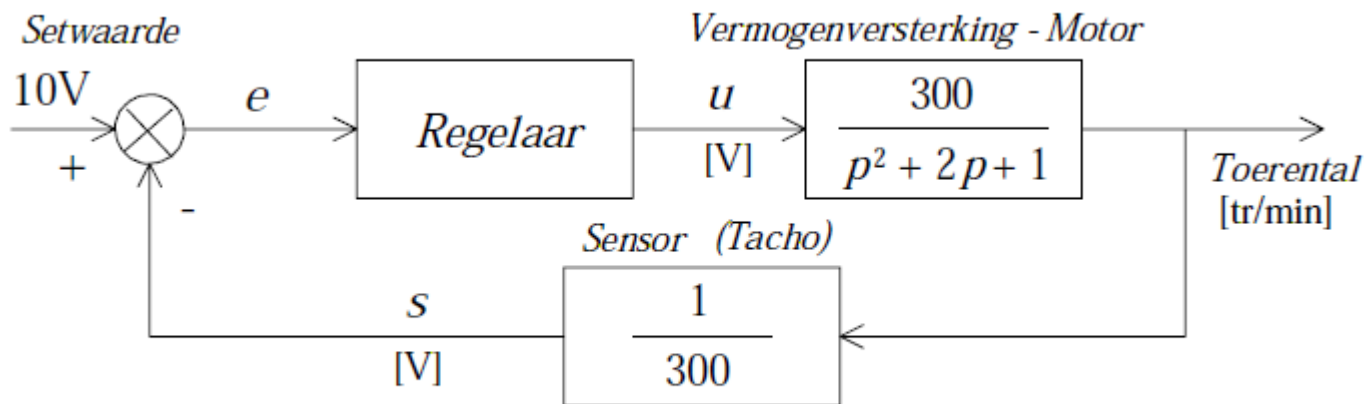 Setwaarde
Vermogenversterking - Motor
10V
e
Regelaar
u
[V]
300
p² + 2p + 1
+
-
Toerental
[tr/min]
Sensor (Tacho)
s
[V]
1
300